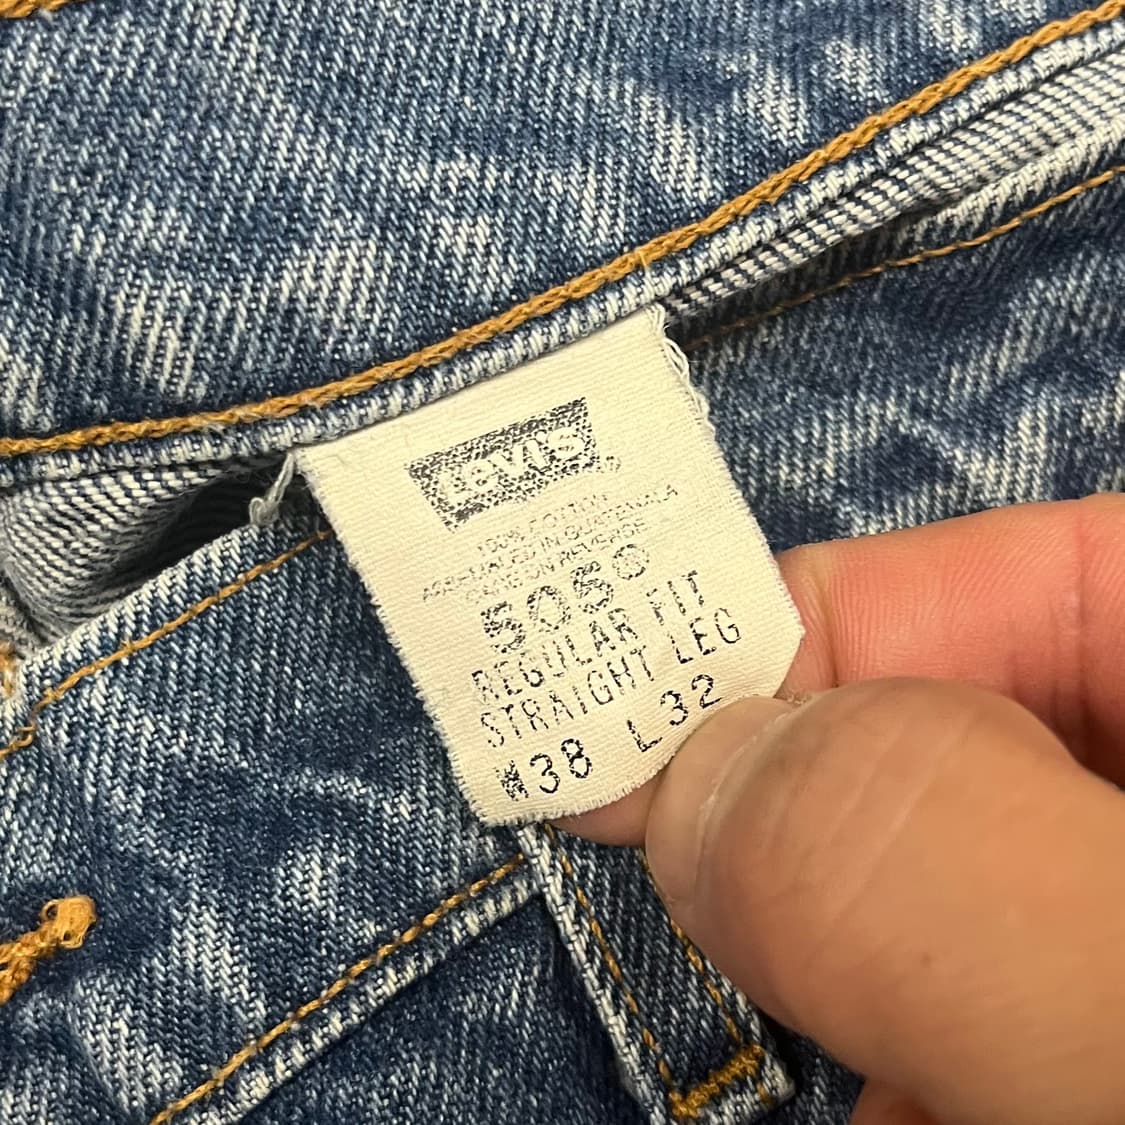 Levi's®
100% COTTON
ASSEMBLED IN GUATEMALA
CARE ON REVERSE
505®
REGULAR FIT
STRAIGHT LEG
W38 L32